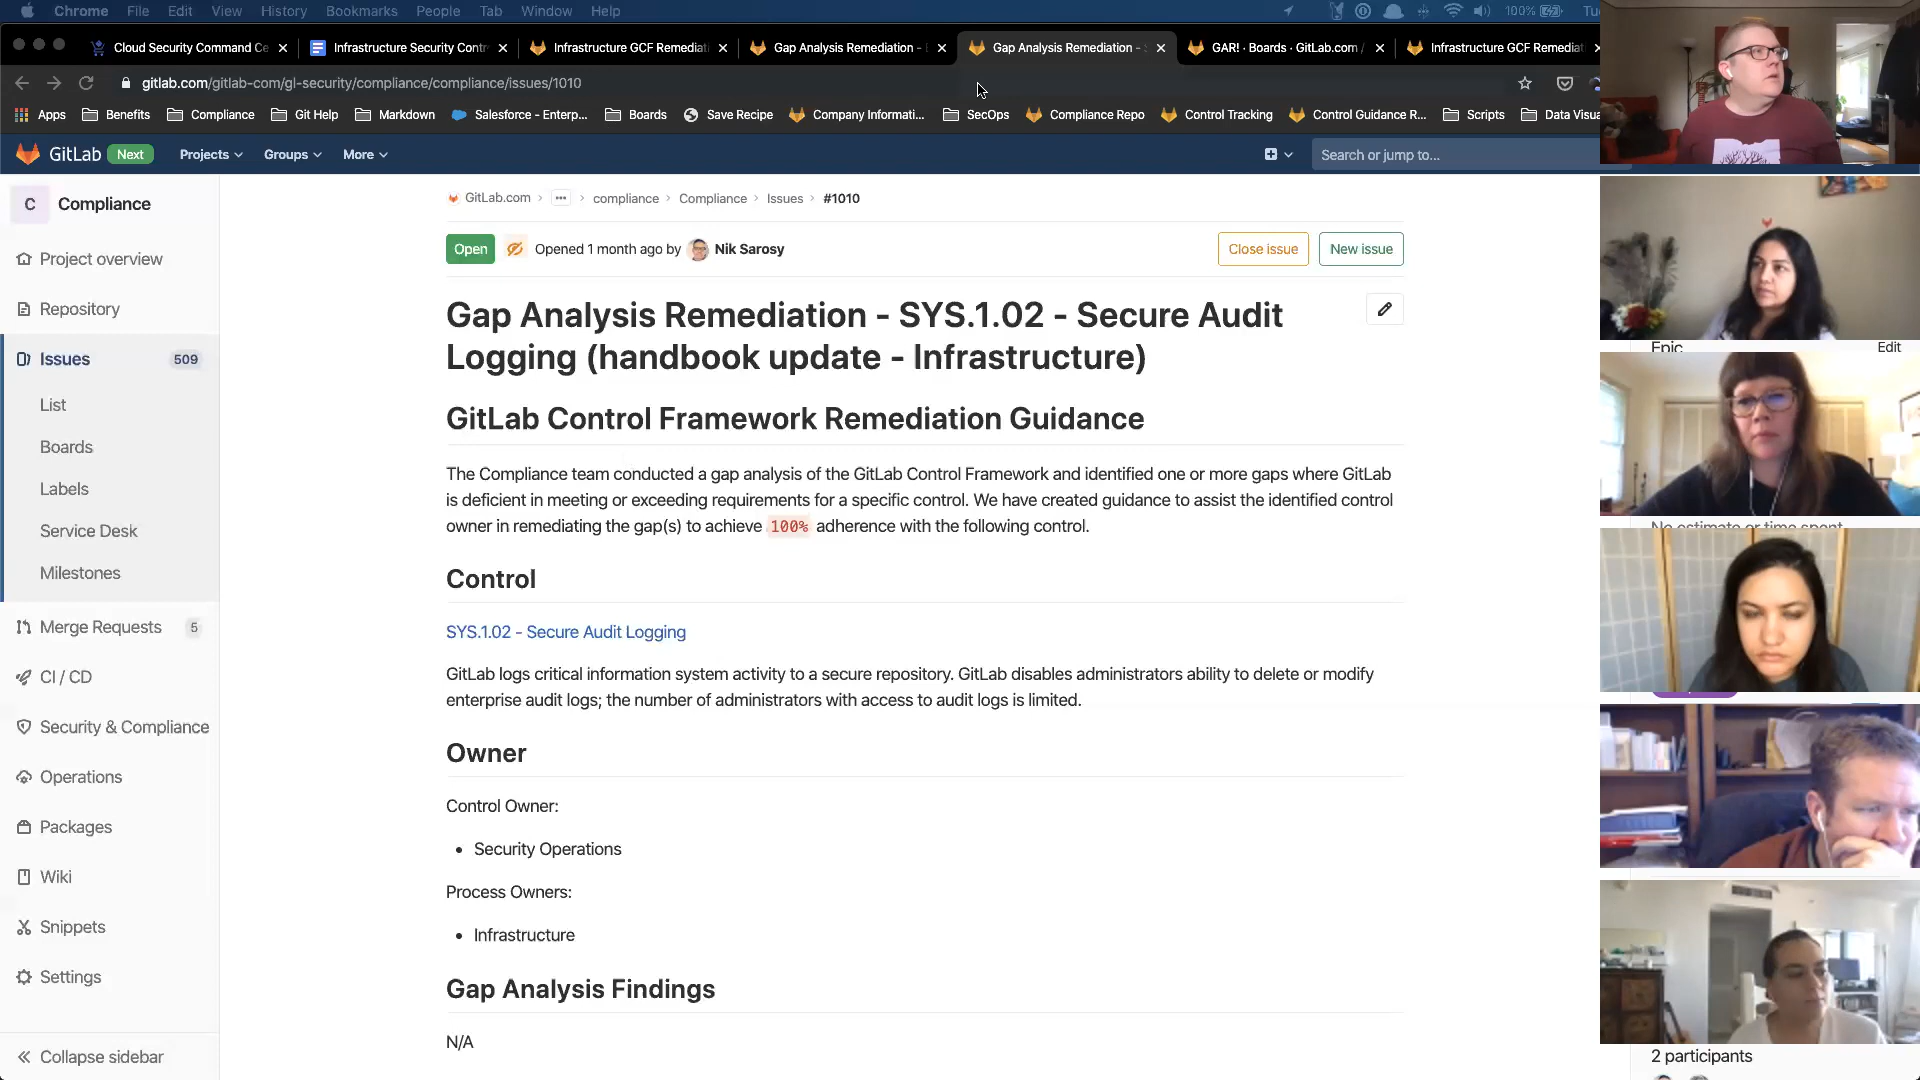 Chrome File Edit View History Bookmarks People Tab Window Help 100% Tu
Cloud Security Command Ce Infrastructure Security Contr Infrastructure GCF Remediat Gap Analysis Remediation - Gap Analysis Remediation - GAR! · Boards · GitLab.com / Infrastructure GCF Remediat
gitlab.com/gitlab-com/gl-security/compliance/compliance/issues/1010
Apps Benefits Compliance Git Help Markdown Salesforce - Enterp... Boards Save Recipe Company Informati... SecOps Compliance Repo Control Tracking Control Guidance R... Scripts Data Visua
GitLab Next Projects Groups More Search or jump to...
C Compliance
Project overview
Repository
Issues 509
List
Boards
Labels
Service Desk
Milestones
Merge Requests 5
CI / CD
Security & Compliance
Operations
Packages
Wiki
Snippets
Settings
Collapse sidebar
GitLab.com > ... > compliance > Compliance > Issues > #1010
Open Opened 1 month ago by Nik Sarosy Close issue New issue
Gap Analysis Remediation - SYS.1.02 - Secure Audit
Logging (handbook update - Infrastructure)
GitLab Control Framework Remediation Guidance
The Compliance team conducted a gap analysis of the GitLab Control Framework and identified one or more gaps where GitLab
is deficient in meeting or exceeding requirements for a specific control. We have created guidance to assist the identified control
owner in remediating the gap(s) to achieve 100% adherence with the following control.
Control
SYS.1.02 - Secure Audit Logging
GitLab logs critical information system activity to a secure repository. GitLab disables administrators ability to delete or modify
enterprise audit logs; the number of administrators with access to audit logs is limited.
Owner
Control Owner:
• Security Operations
Process Owners:
• Infrastructure
Gap Analysis Findings
N/A
Epic Edit
No estimate or time spent
2 participants